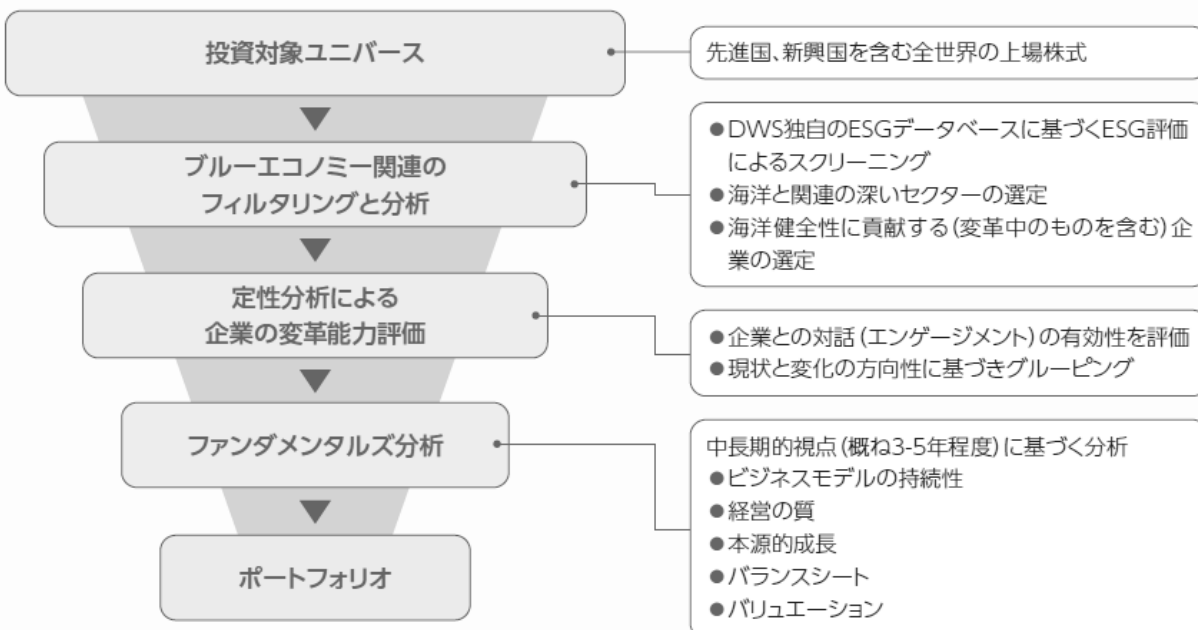 投資対象ユニバース
先進国、新興国を含む全世界の上場株式
ブルーエコノミー関連の
フィルタリングと分析
●DWS独自のESGデータベースに基づくESG評価
によるスクリーニング
●海洋と関連の深いセクターの選定
●海洋健全性に貢献する(変革中のものを含む)企
業の選定
定性分析による
企業の変革能力評価
●企業との対話(エンゲージメント)の有効性を評価
●現状と変化の方向性に基づきグルーピング
ファンダメンタルズ分析
中長期的視点(概ね3-5年程度)に基づく分析
●ビジネスモデルの持続性
●経営の質
●本源的成長
●バランスシート
●バリュエーション
ポートフォリオ